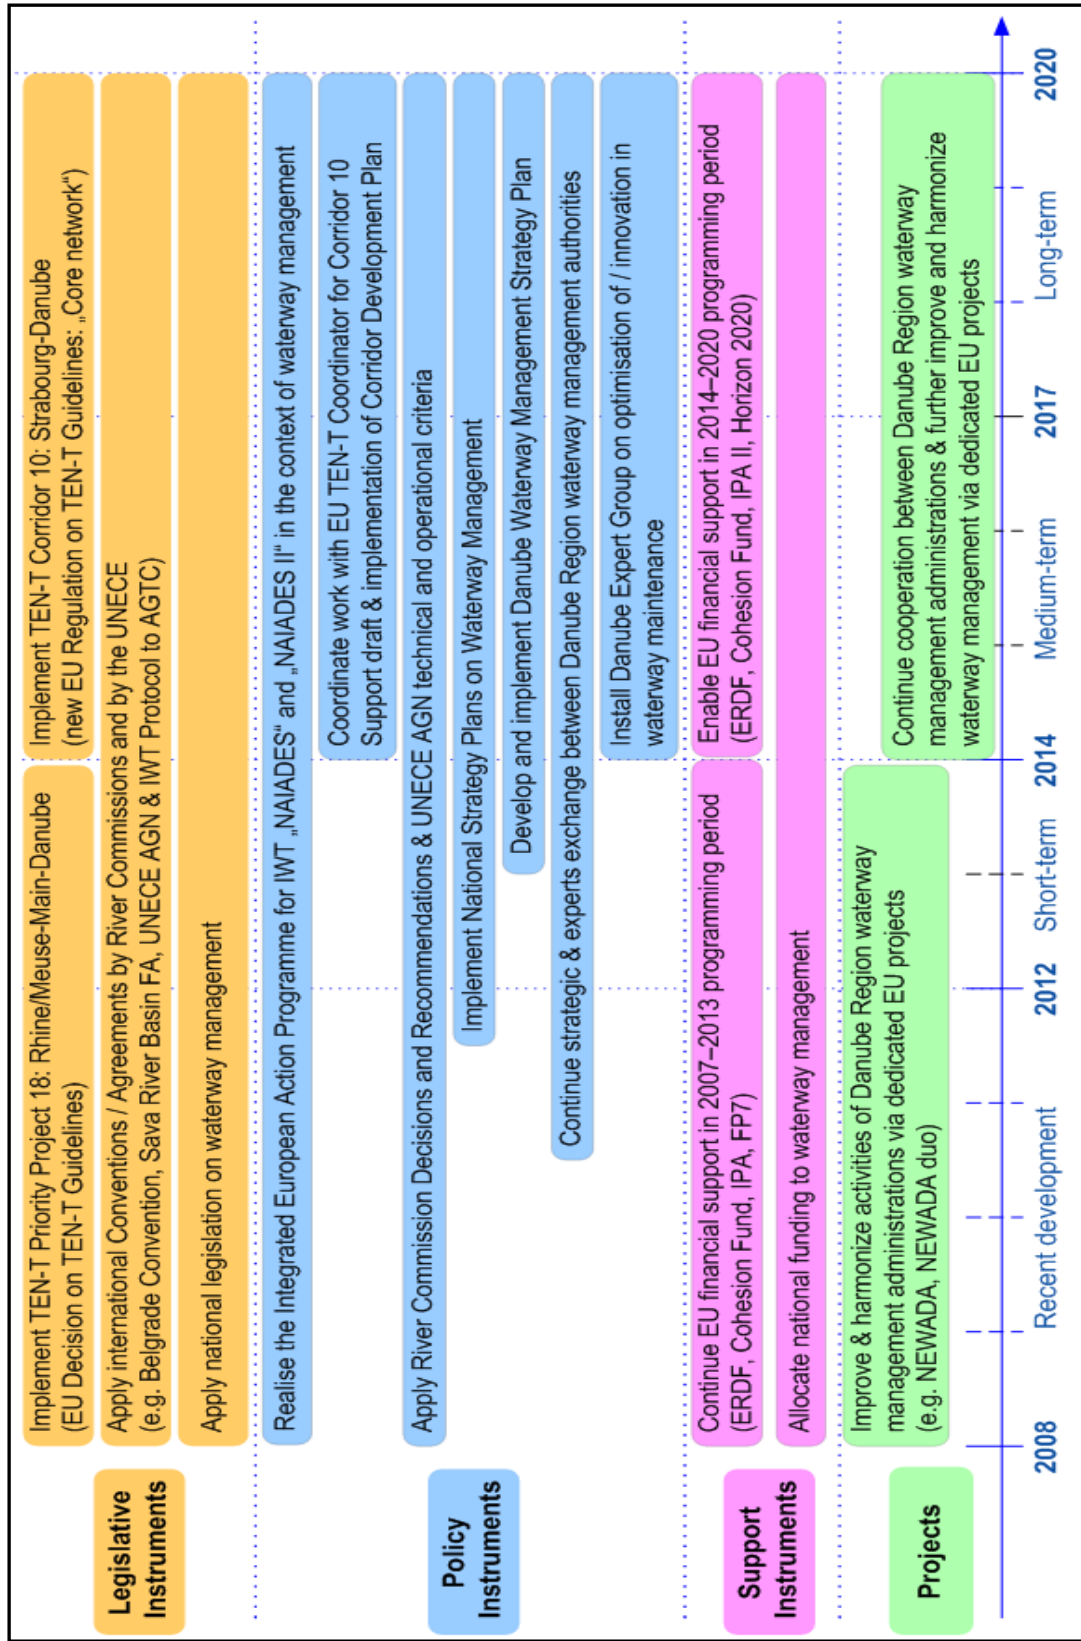 Legislative
Instruments
Implement TEN-T Priority Project 18: Rhine/Meuse-Main-Danube
(EU Decision on TEN-T Guidelines)
Implement TEN-T Corridor 10: Strabourg-Danube
(new EU Regulation on TEN-T Guidelines: „Core network“)
Apply international Conventions / Agreements by River Commissions and by the UNECE
(e.g. Belgrade Convention, Sava River Basin FA, UNECE AGN & IWT Protocol to AGTC)
Apply national legislation on waterway management
Policy
Instruments
Realise the Integrated European Action Programme for IWT „NAIADES“ and „NAIADES II“ in the context of waterway management
Coordinate work with EU TEN-T Coordinator for Corridor 10
Support draft & implementation of Corridor Development Plan
Apply River Commission Decisions and Recommendations & UNECE AGN technical and operational criteria
Implement National Strategy Plans on Waterway Management
Develop and implement Danube Waterway Management Strategy Plan
Continue strategic & experts exchange between Danube Region waterway management authorities
Install Danube Expert Group on optimisation of / innovation in
waterway maintenance
Support
Instruments
Continue EU financial support in 2007–2013 programming period
(ERDF, Cohesion Fund, IPA, FP7)
Enable EU financial support in 2014–2020 programming period
(ERDF, Cohesion Fund, IPA II, Horizon 2020)
Allocate national funding to waterway management
Projects
Improve & harmonize activities of Danube Region waterway
management administrations via dedicated EU projects
(e.g. NEWADA, NEWADA duo)
Continue cooperation between Danube Region waterway
management administrations & further improve and harmonize
waterway management via dedicated EU projects
2008
Recent development
2012
Short-term
2014
Medium-term
2017
Long-term
2020